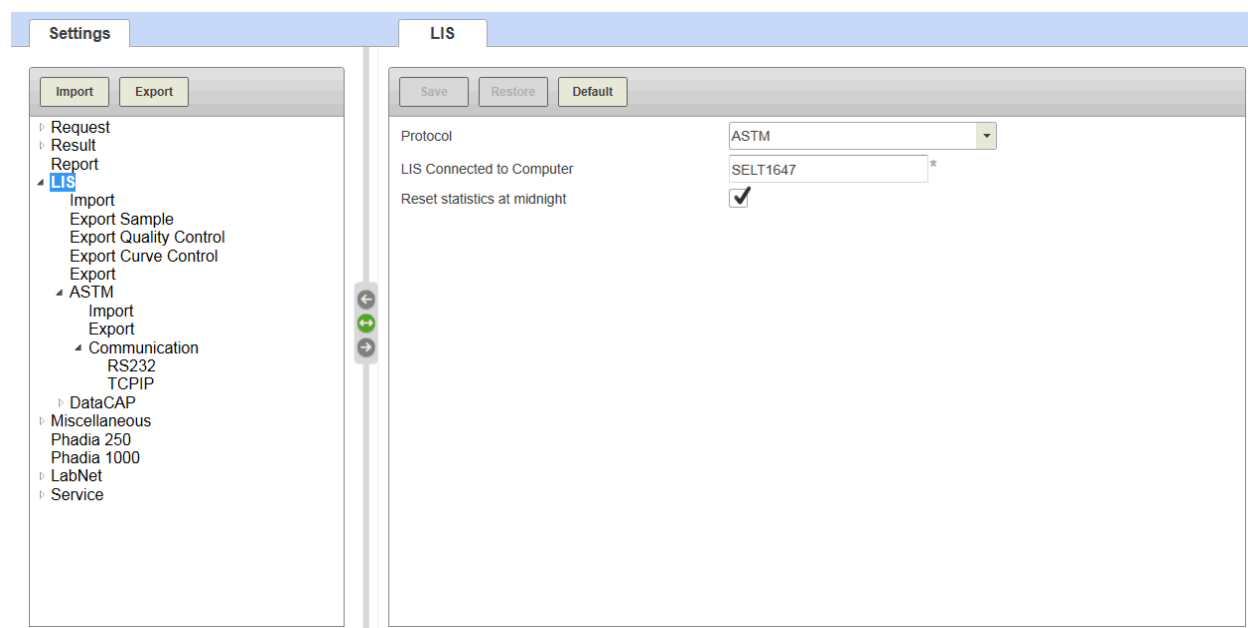 Settings
LIS
Import Export
Save Restore Default
Request
Result
Report
LIS
Import
Export Sample
Export Quality Control
Export Curve Control
Export
ASTM
Import
Export
Communication
RS232
TCPIP
DataCAP
Miscellaneous
Phadia 250
Phadia 1000
LabNet
Service
Protocol ASTM
LIS Connected to Computer SELT1647 *
Reset statistics at midnight